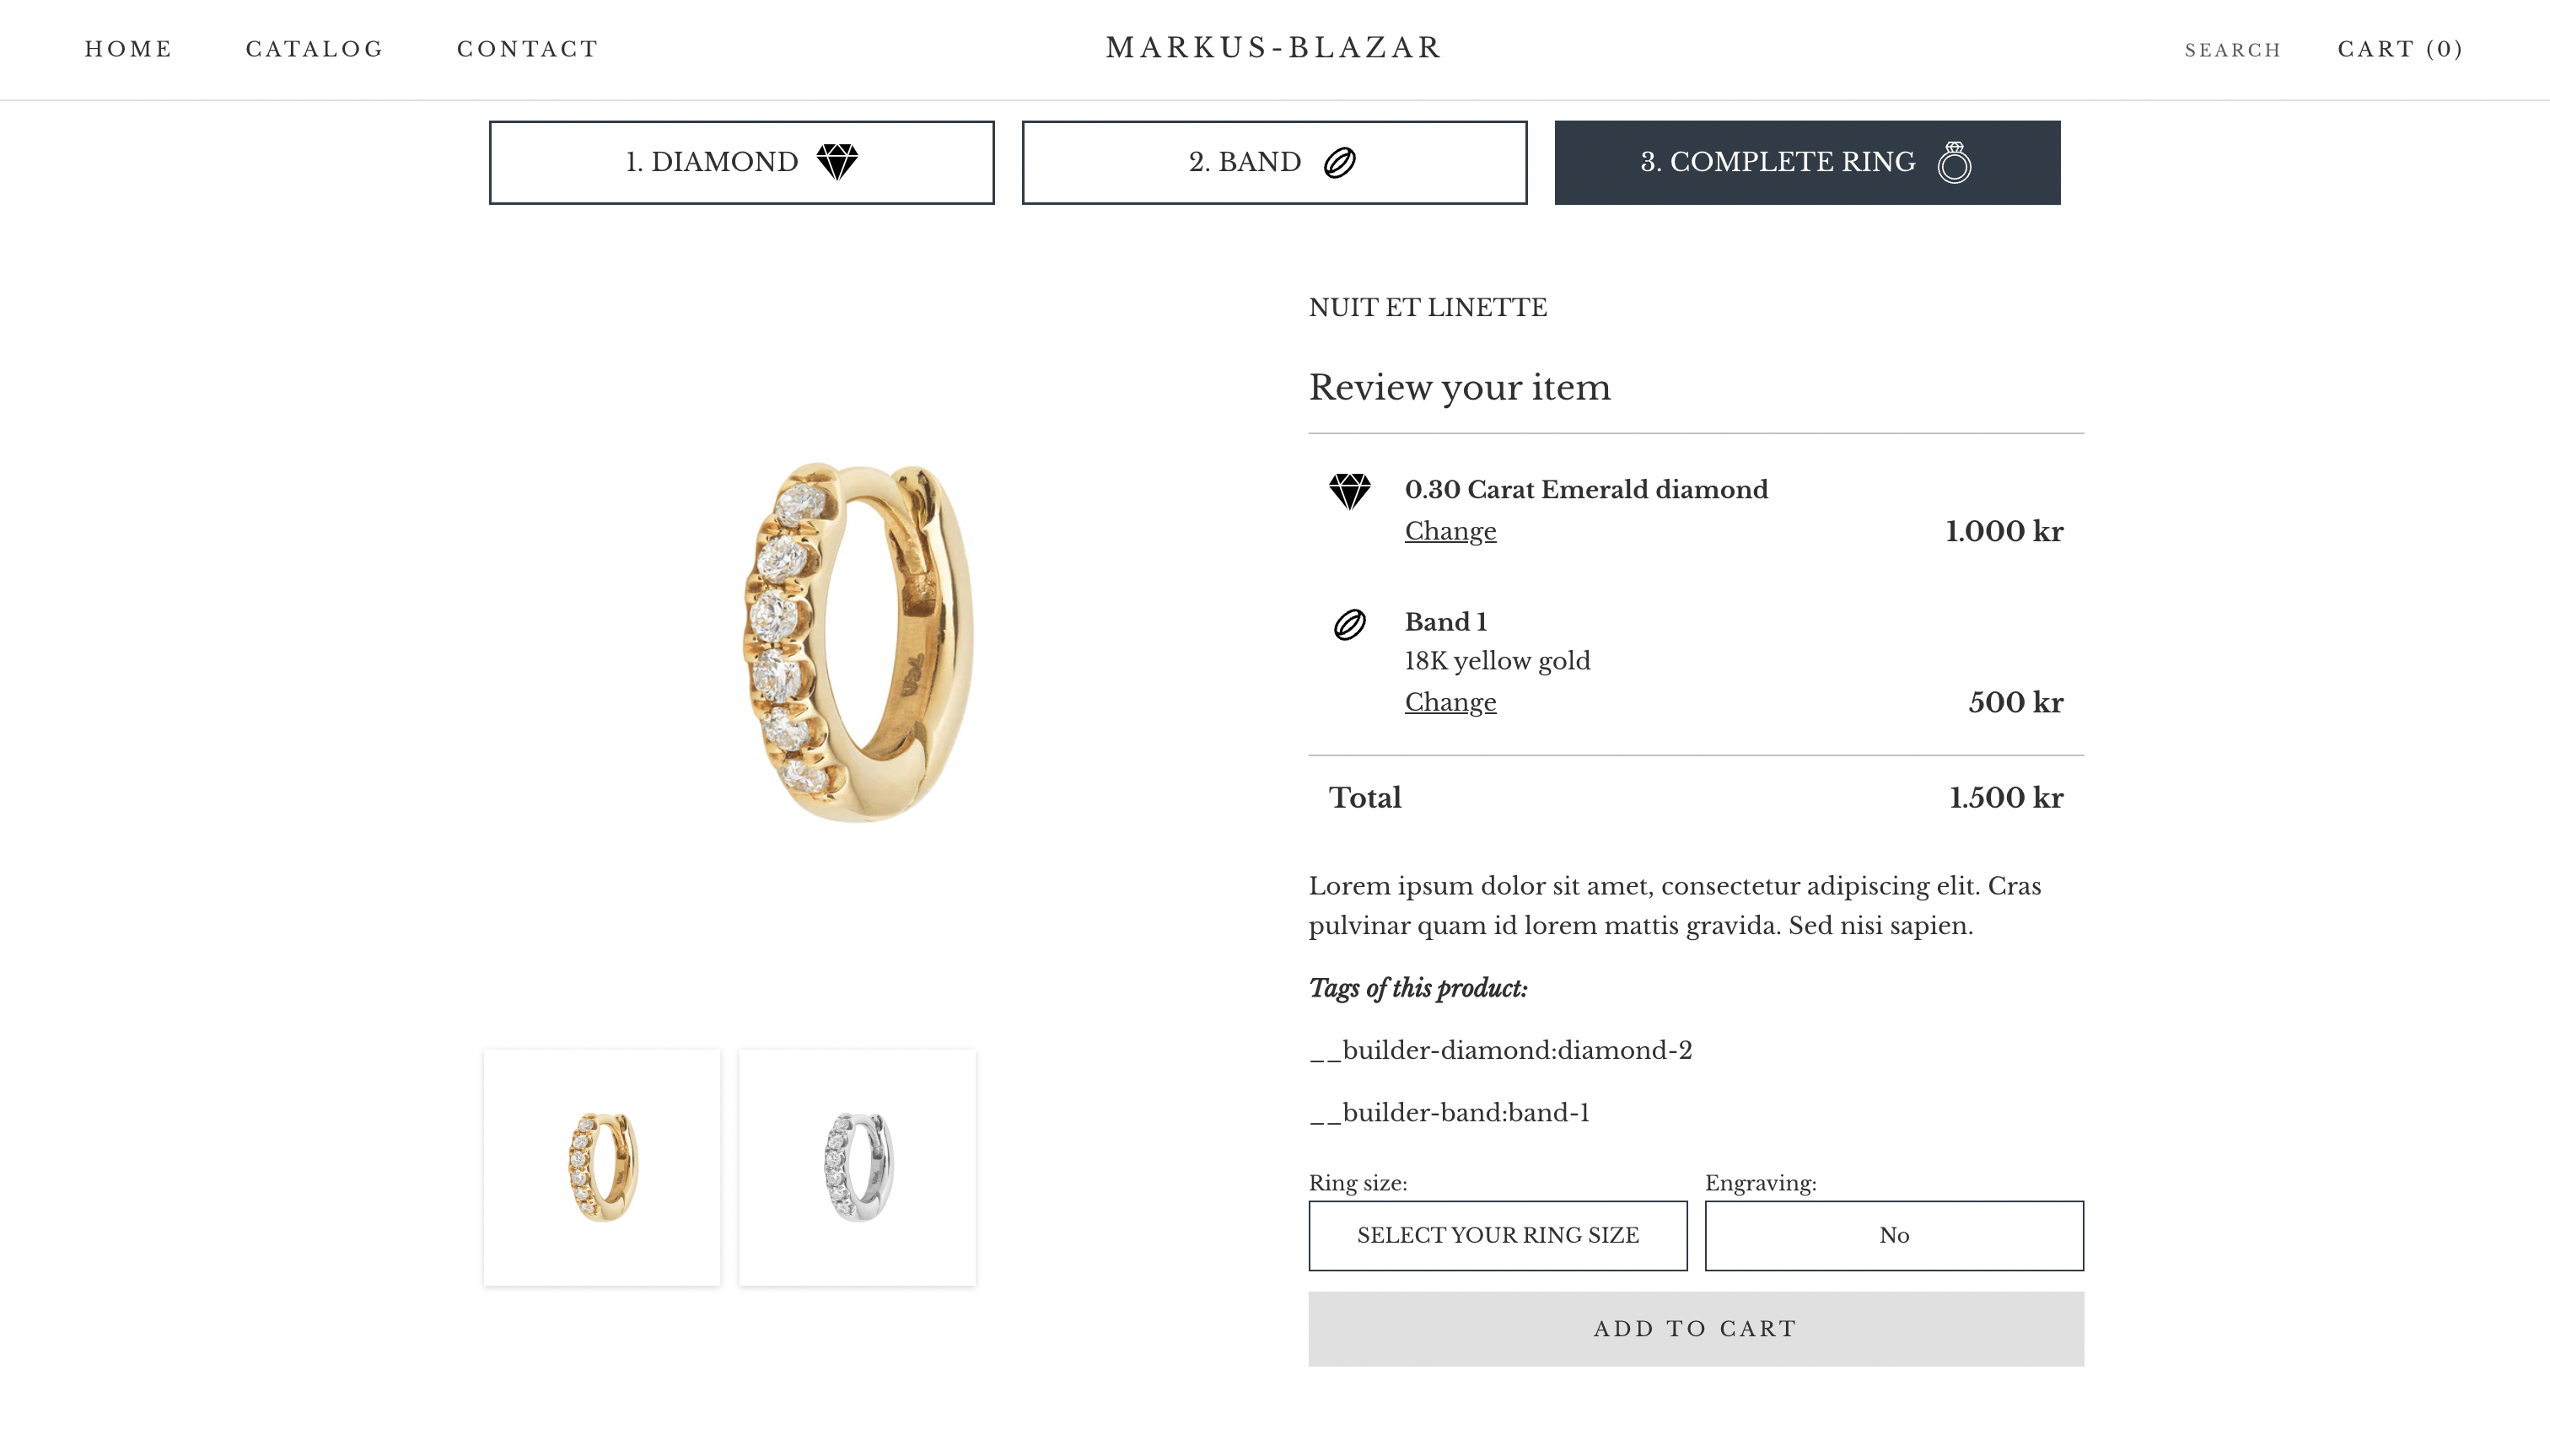 HOME
CATALOG
CONTACT
MARKUS-BLAZAR
SEARCH
CART (0)
1. DIAMOND
2. BAND
3. COMPLETE RING
NUIT ET LINETTE
Review your item
0.30 Carat Emerald diamond
Change
1.000 kr
Band 1
18K yellow gold
Change
500 kr
Total
1.500 kr
Lorem ipsum dolor sit amet, consectetur adipiscing elit. Cras
pulvinar quam id lorem mattis gravida. Sed nisi sapien.
Tags of this product:
__builder-diamond:diamond-2
__builder-band:band-1
Ring size:
Engraving:
SELECT YOUR RING SIZE
No
ADD TO CART